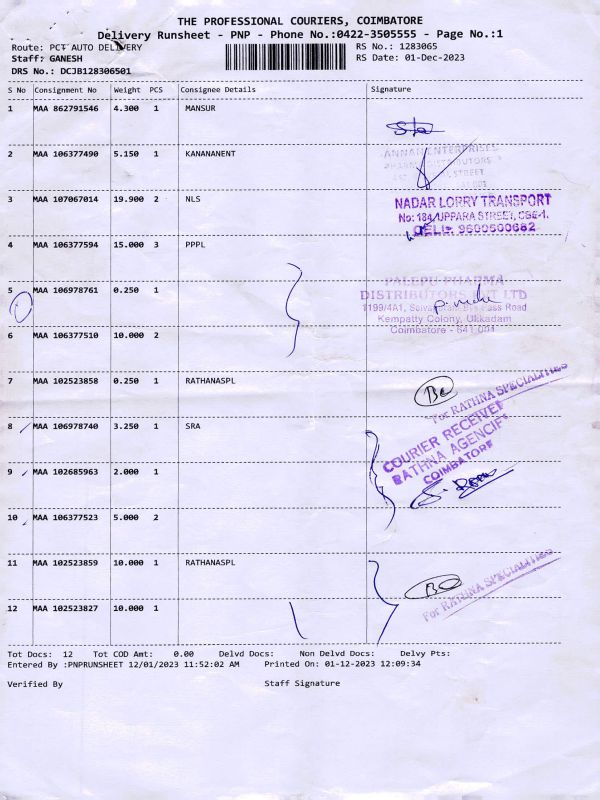 THE PROFESSIONAL COURIERS, COIMBATORE
Delivery Runsheet - PNP - Phone No.:0422-3505555 - Page No.:1
Route: PCT AUTO DELIVERY
RS No.: 1283065
Staff: GANESH
RS Date: 01-Dec-2023
DRS No.: DCJB128306501
S No Consignment No Weight PCS Consignee Details Signature
1 MAA 862791546 4.300 1 MANSUR
2 MAA 106377490 5.150 1 KANANANENT
ANNAN ENTERPRISES
STREET
3 MAA 107067014 19.900 2 NLS
NADAR LORRY TRANSPORT
No: 184/UPPARA STREET, CBE-1.
CELL: 9600500682
4 MAA 106377594 15.000 3 PPPL
5 MAA 106978761 0.250 1
PALEPU PHARMA
DISTRIBUTORS PVT LTD
1199/4A1, Road
Kempatty Colony, Ukkadam
Coimbatore - 641 001
6 MAA 106377510 10.000 2
7 MAA 102523858 0.250 1 RATHANASPL
For RATHNA SPECIALITIES
8 MAA 106978740 3.250 1 SRA
COURIER RECEIVED
RATHNA AGENCIES
COIMBATORE
9 MAA 102685963 2.000 1
10 MAA 106377523 5.000 2
11 MAA 102523859 10.000 1 RATHANASPL
For RATHNA SPECIALITIES
12 MAA 102523827 10.000 1
Tot Docs: 12 Tot COD Amt: 0.00 Delvd Docs: Non Delvd Docs: Delvy Pts:
Entered By :PNPRUNSHEET 12/01/2023 11:52:02 AM Printed On: 01-12-2023 12:09:34
Verified By Staff Signature